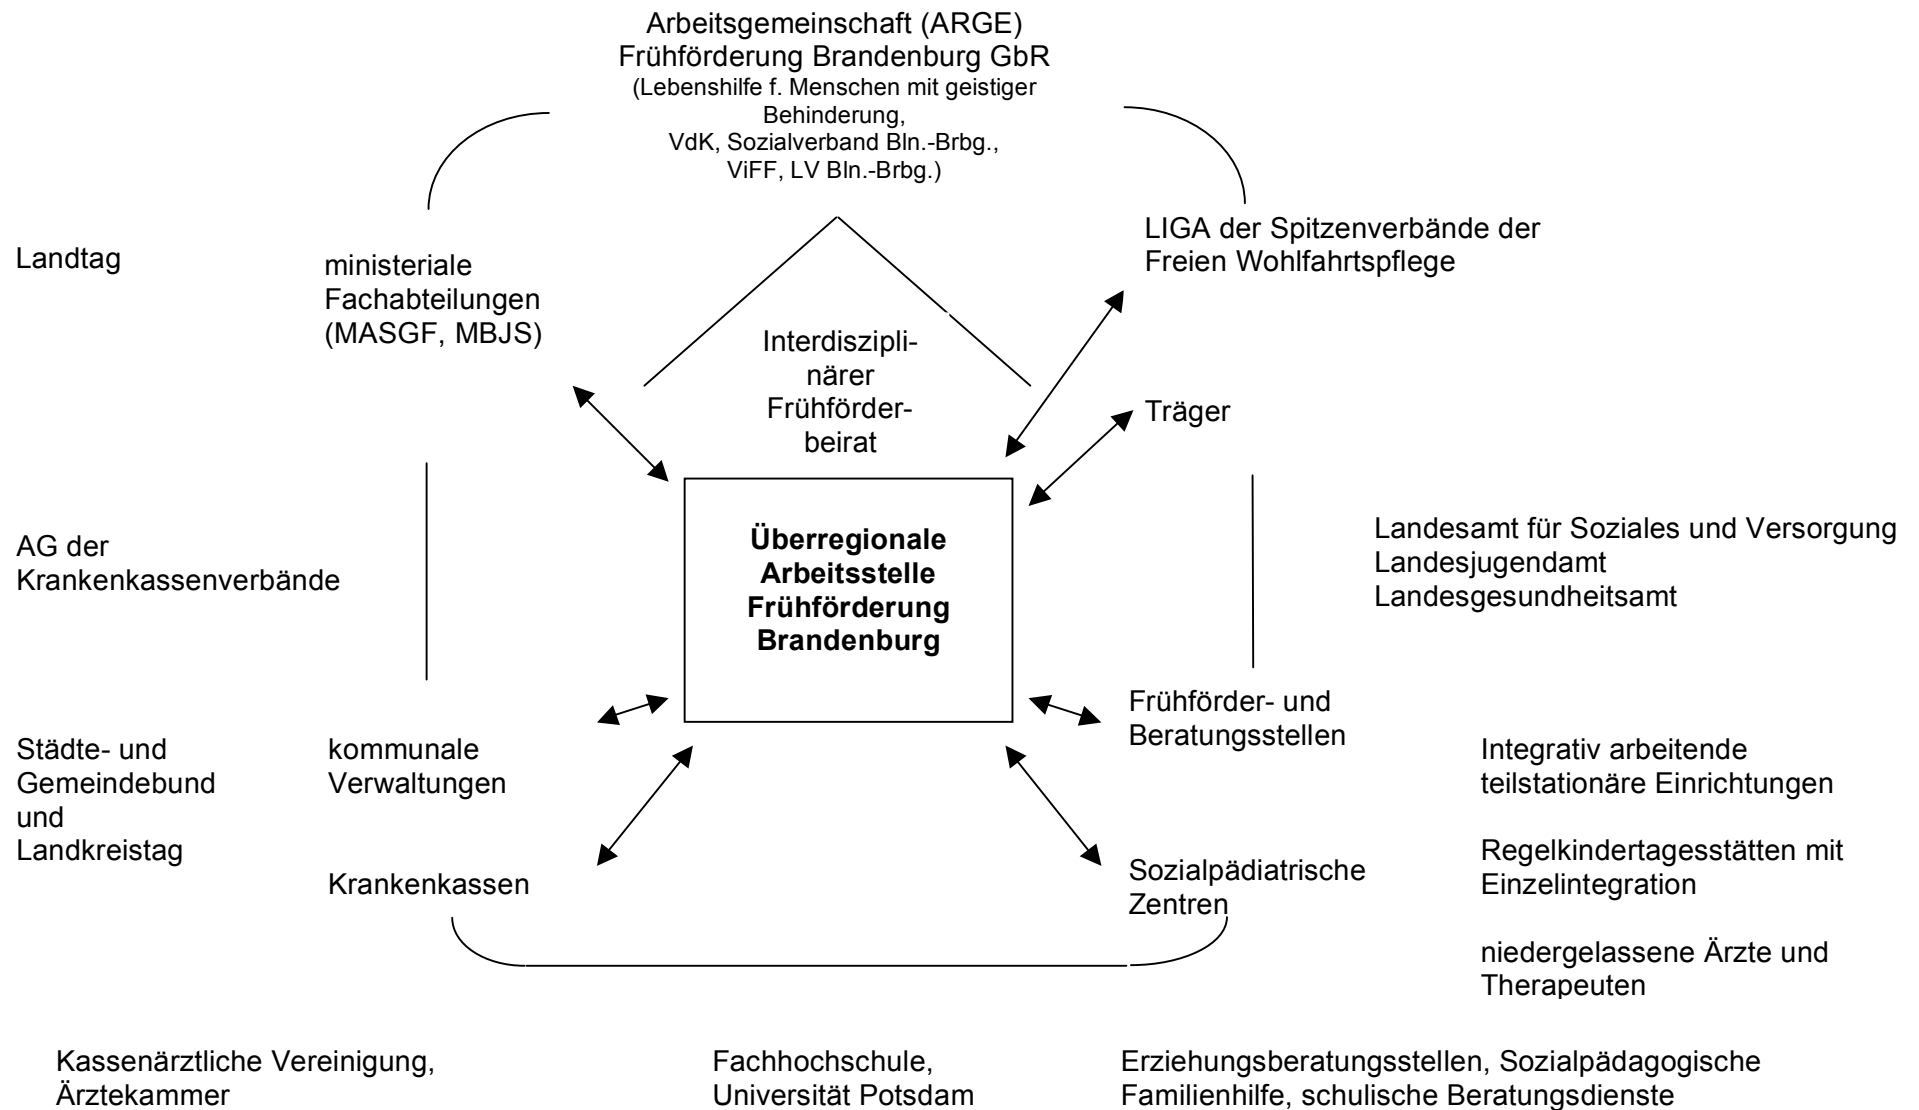 Arbeitsgemeinschaft (ARGE)
Frühförderung Brandenburg GbR
(Lebenshilfe f. Menschen mit geistiger
Behinderung,
VdK, Sozialverband Bln.-Brbg.,
ViFF, LV Bln.-Brbg.)
Landtag
ministeriale
Fachabteilungen
(MASGF, MBJS)
LIGA der Spitzenverbände der
Freien Wohlfahrtspflege
Interdiszipli-
närer
Frühförder-
beirat
Träger
AG der
Krankenkassenverbände
Überregionale
Arbeitsstelle
Frühförderung
Brandenburg
Landesamt für Soziales und Versorgung
Landesjugendamt
Landesgesundheitsamt
Städte- und
Gemeindebund
und
Landkreistag
kommunale
Verwaltungen
Krankenkassen
Frühförder- und
Beratungsstellen
Sozialpädiatrische
Zentren
Integrativ arbeitende
teilstationäre Einrichtungen
Regelkindertagesstätten mit
Einzelintegration
niedergelassene Ärzte und
Therapeuten
Kassenärztliche Vereinigung,
Ärztekammer
Fachhochschule,
Universität Potsdam
Erziehungsberatungsstellen, Sozialpädagogische
Familienhilfe, schulische Beratungsdienste